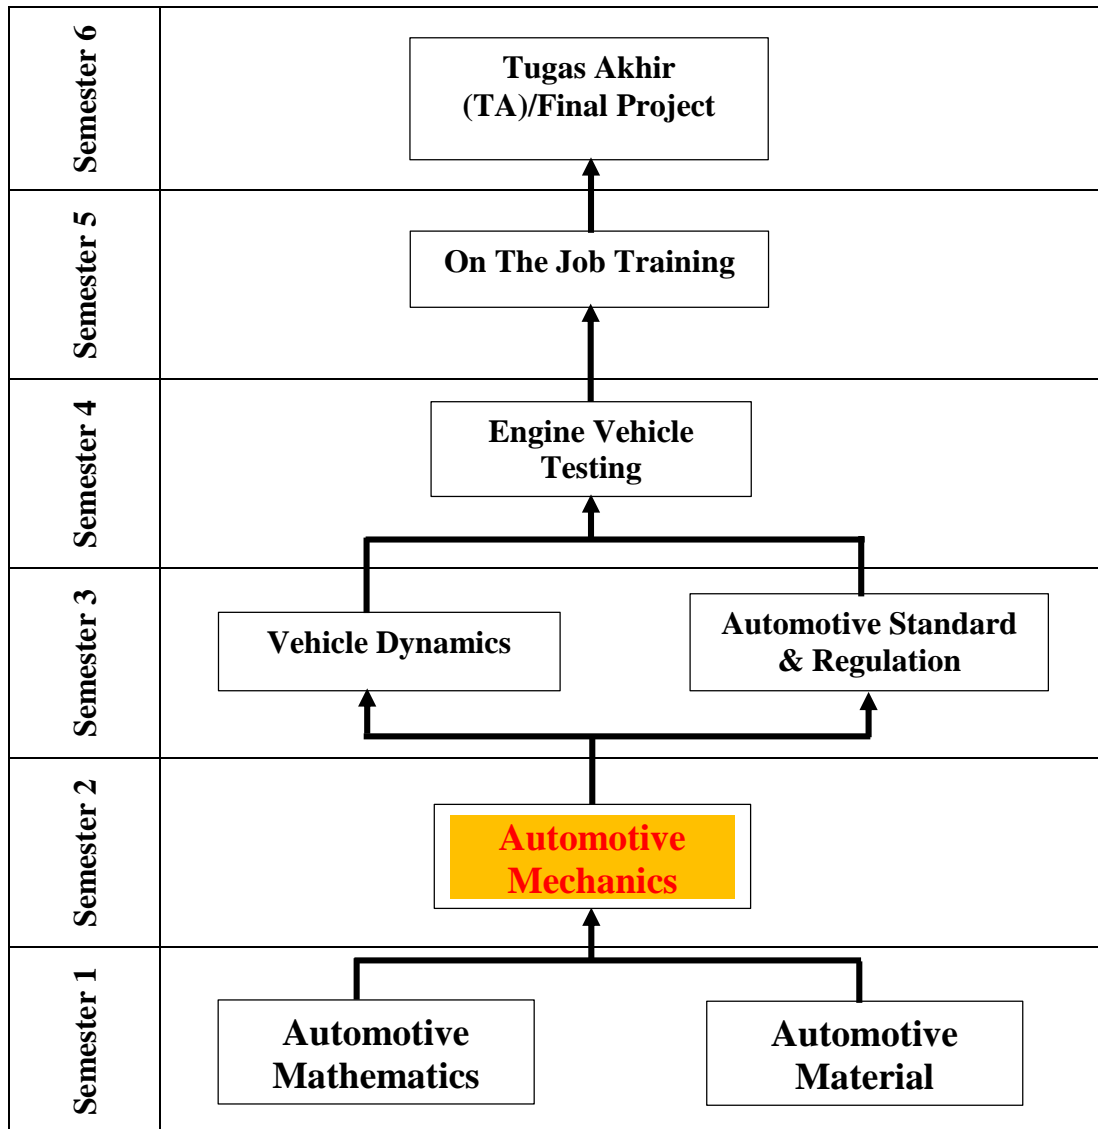 Semester 6
Tugas Akhir
(TA)/Final Project
Semester 5
On The Job Training
Semester 4
Engine Vehicle
Testing
Semester 3
Vehicle Dynamics
Automotive Standard
& Regulation
Semester 2
Automotive
Mechanics
Semester 1
Automotive
Mathematics
Automotive
Material